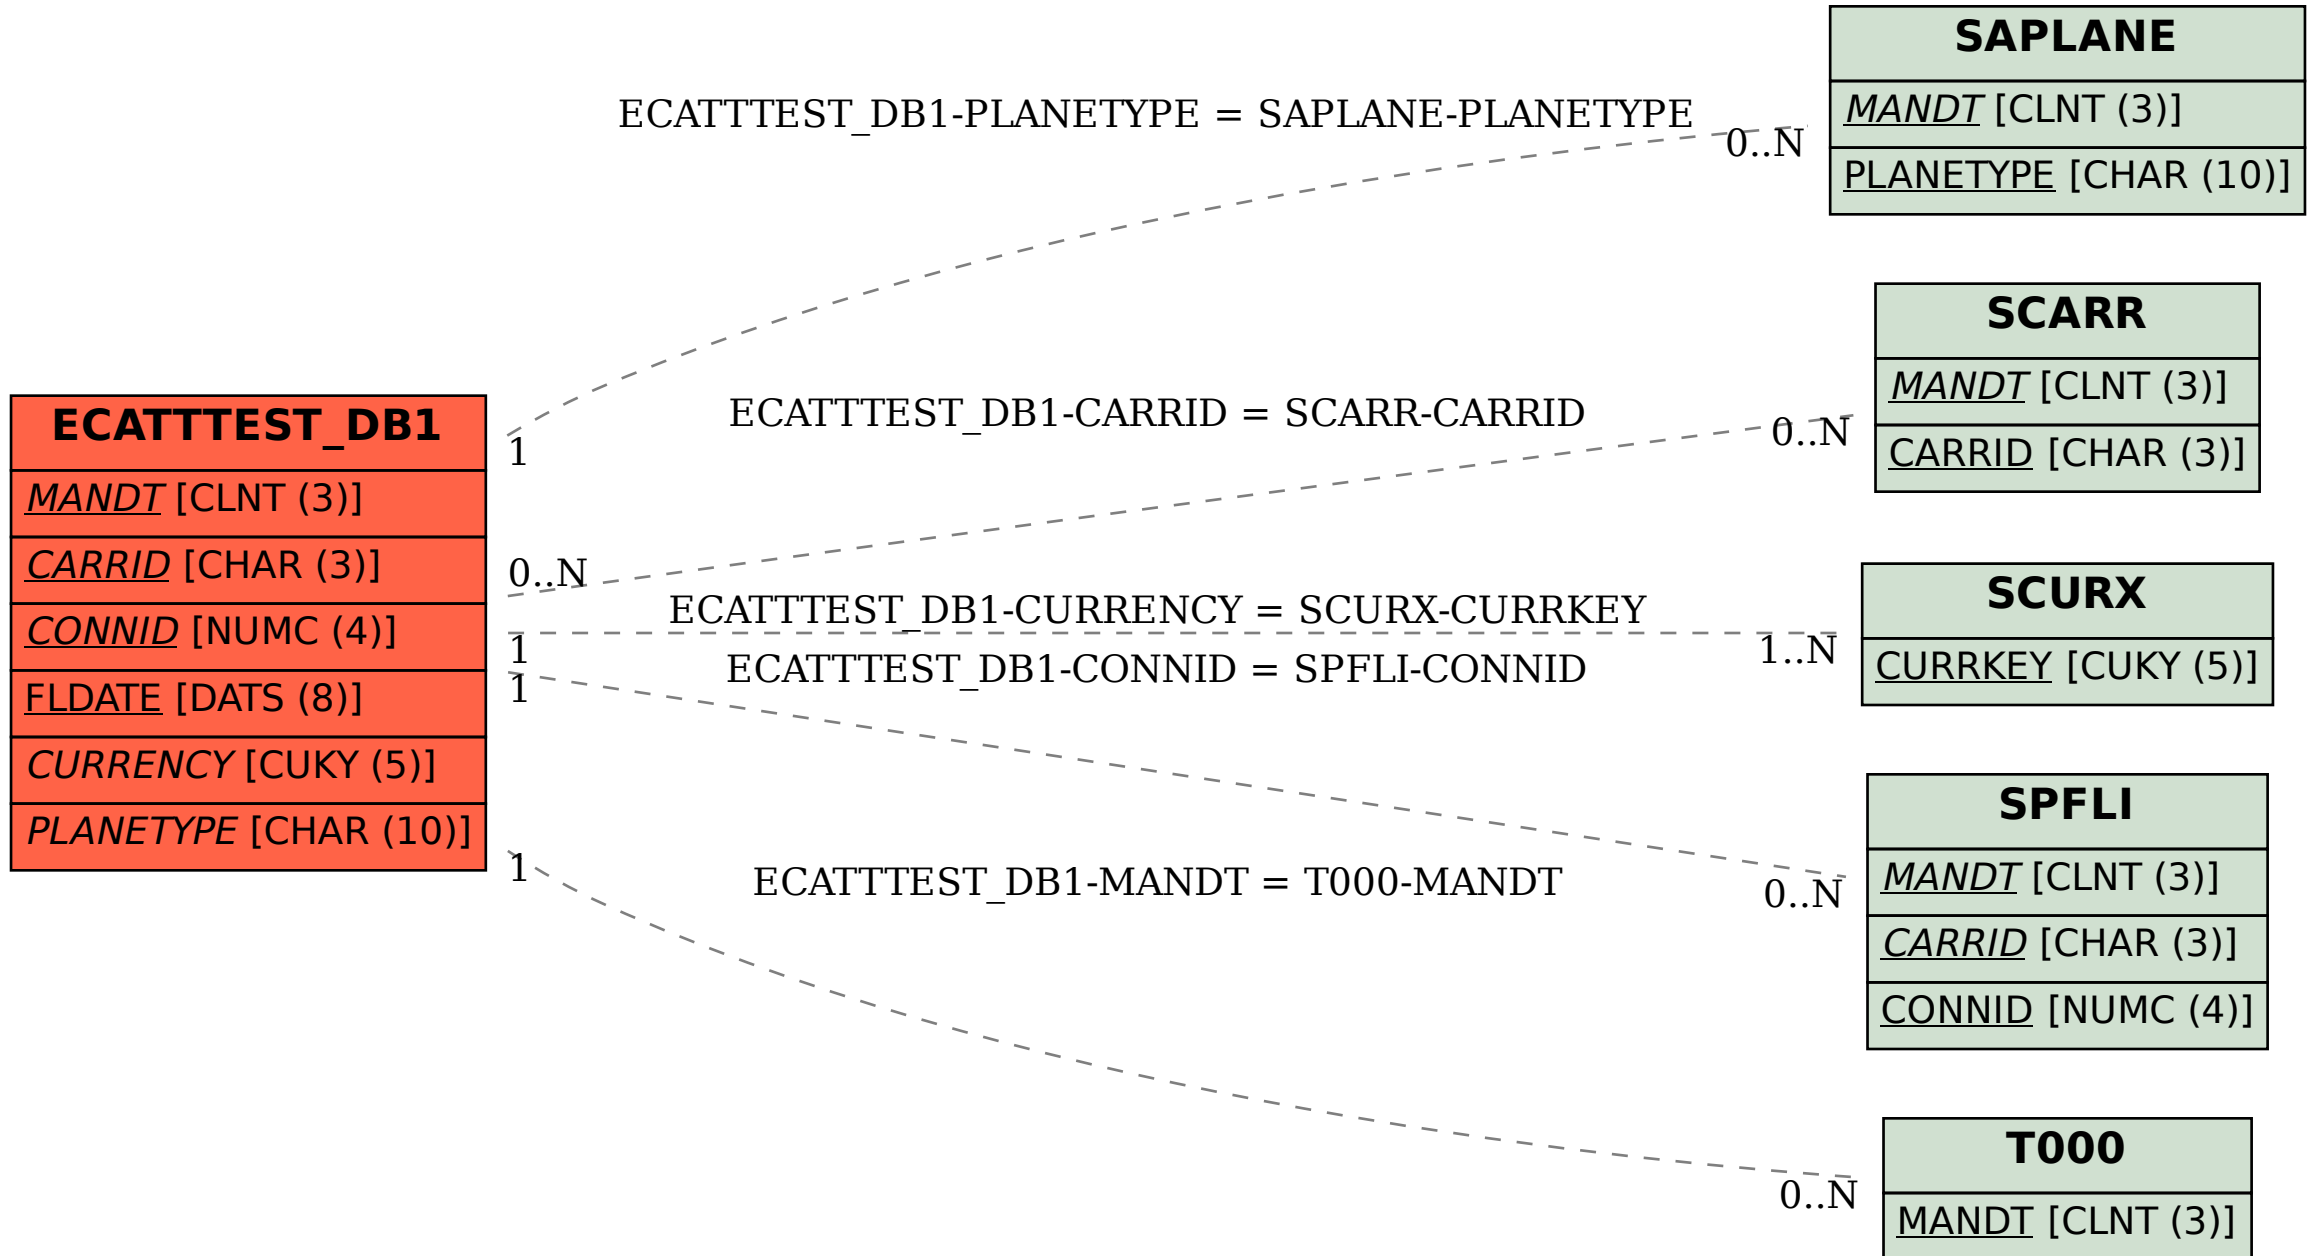 ECATTTEST_DB1
MANDT [CLNT (3)]
CARRID [CHAR (3)]
CONNID [NUMC (4)]
FLDATE [DATS (8)]
CURRENCY [CUKY (5)]
PLANETYPE [CHAR (10)]
ECATTTEST_DB1-PLANETYPE = SAPLANE-PLANETYPE
1
0..N
ECATTTEST_DB1-CARRID = SCARR-CARRID
0..N
0..N
ECATTTEST_DB1-CURRENCY = SCURX-CURRKEY
1
1..N
ECATTTEST_DB1-CONNID = SPFLI-CONNID
1
0..N
ECATTTEST_DB1-MANDT = T000-MANDT
1
0..N
SAPLANE
MANDT [CLNT (3)]
PLANETYPE [CHAR (10)]
SCARR
MANDT [CLNT (3)]
CARRID [CHAR (3)]
SCURX
CURRKEY [CUKY (5)]
SPFLI
MANDT [CLNT (3)]
CARRID [CHAR (3)]
CONNID [NUMC (4)]
T000
MANDT [CLNT (3)]